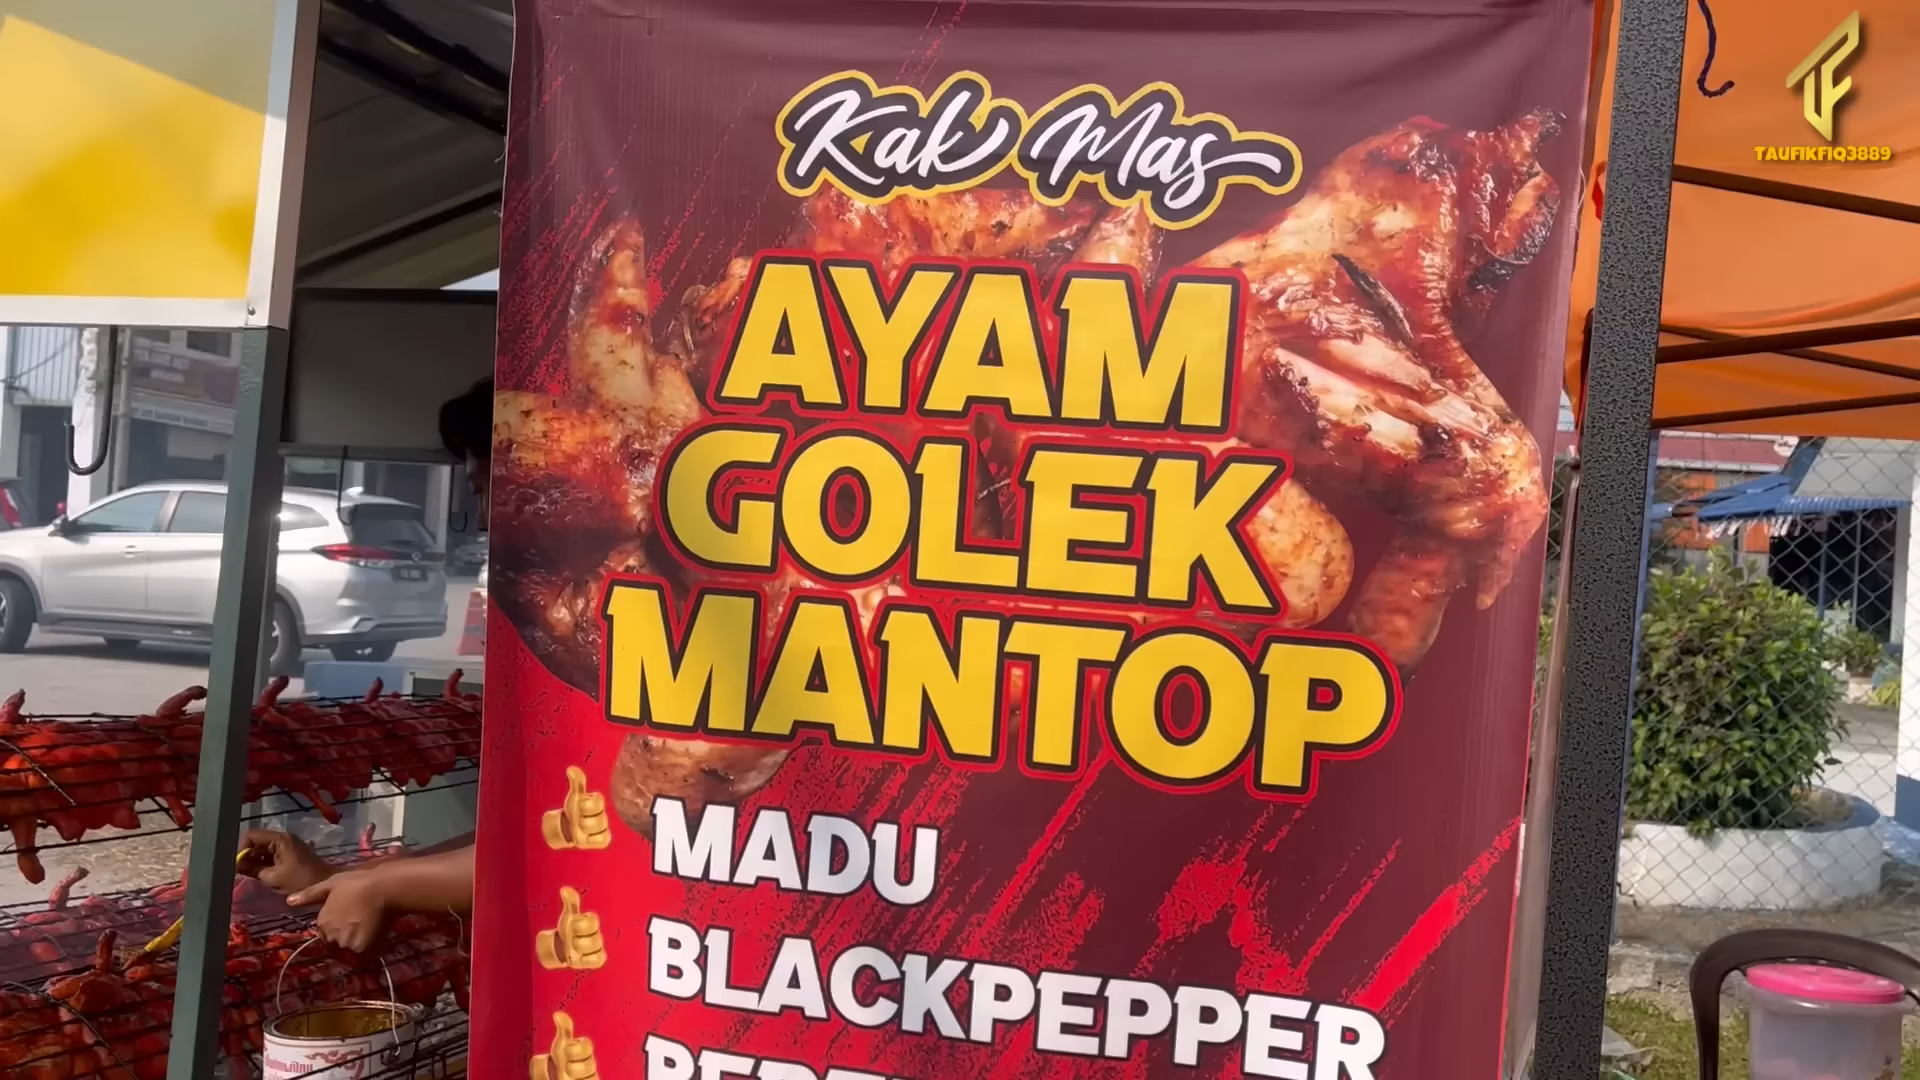 Kak Mas
AYAM
GOLEK
MANTOP
MADU
BLACKPEPPER
TAUFIKFIQ3889